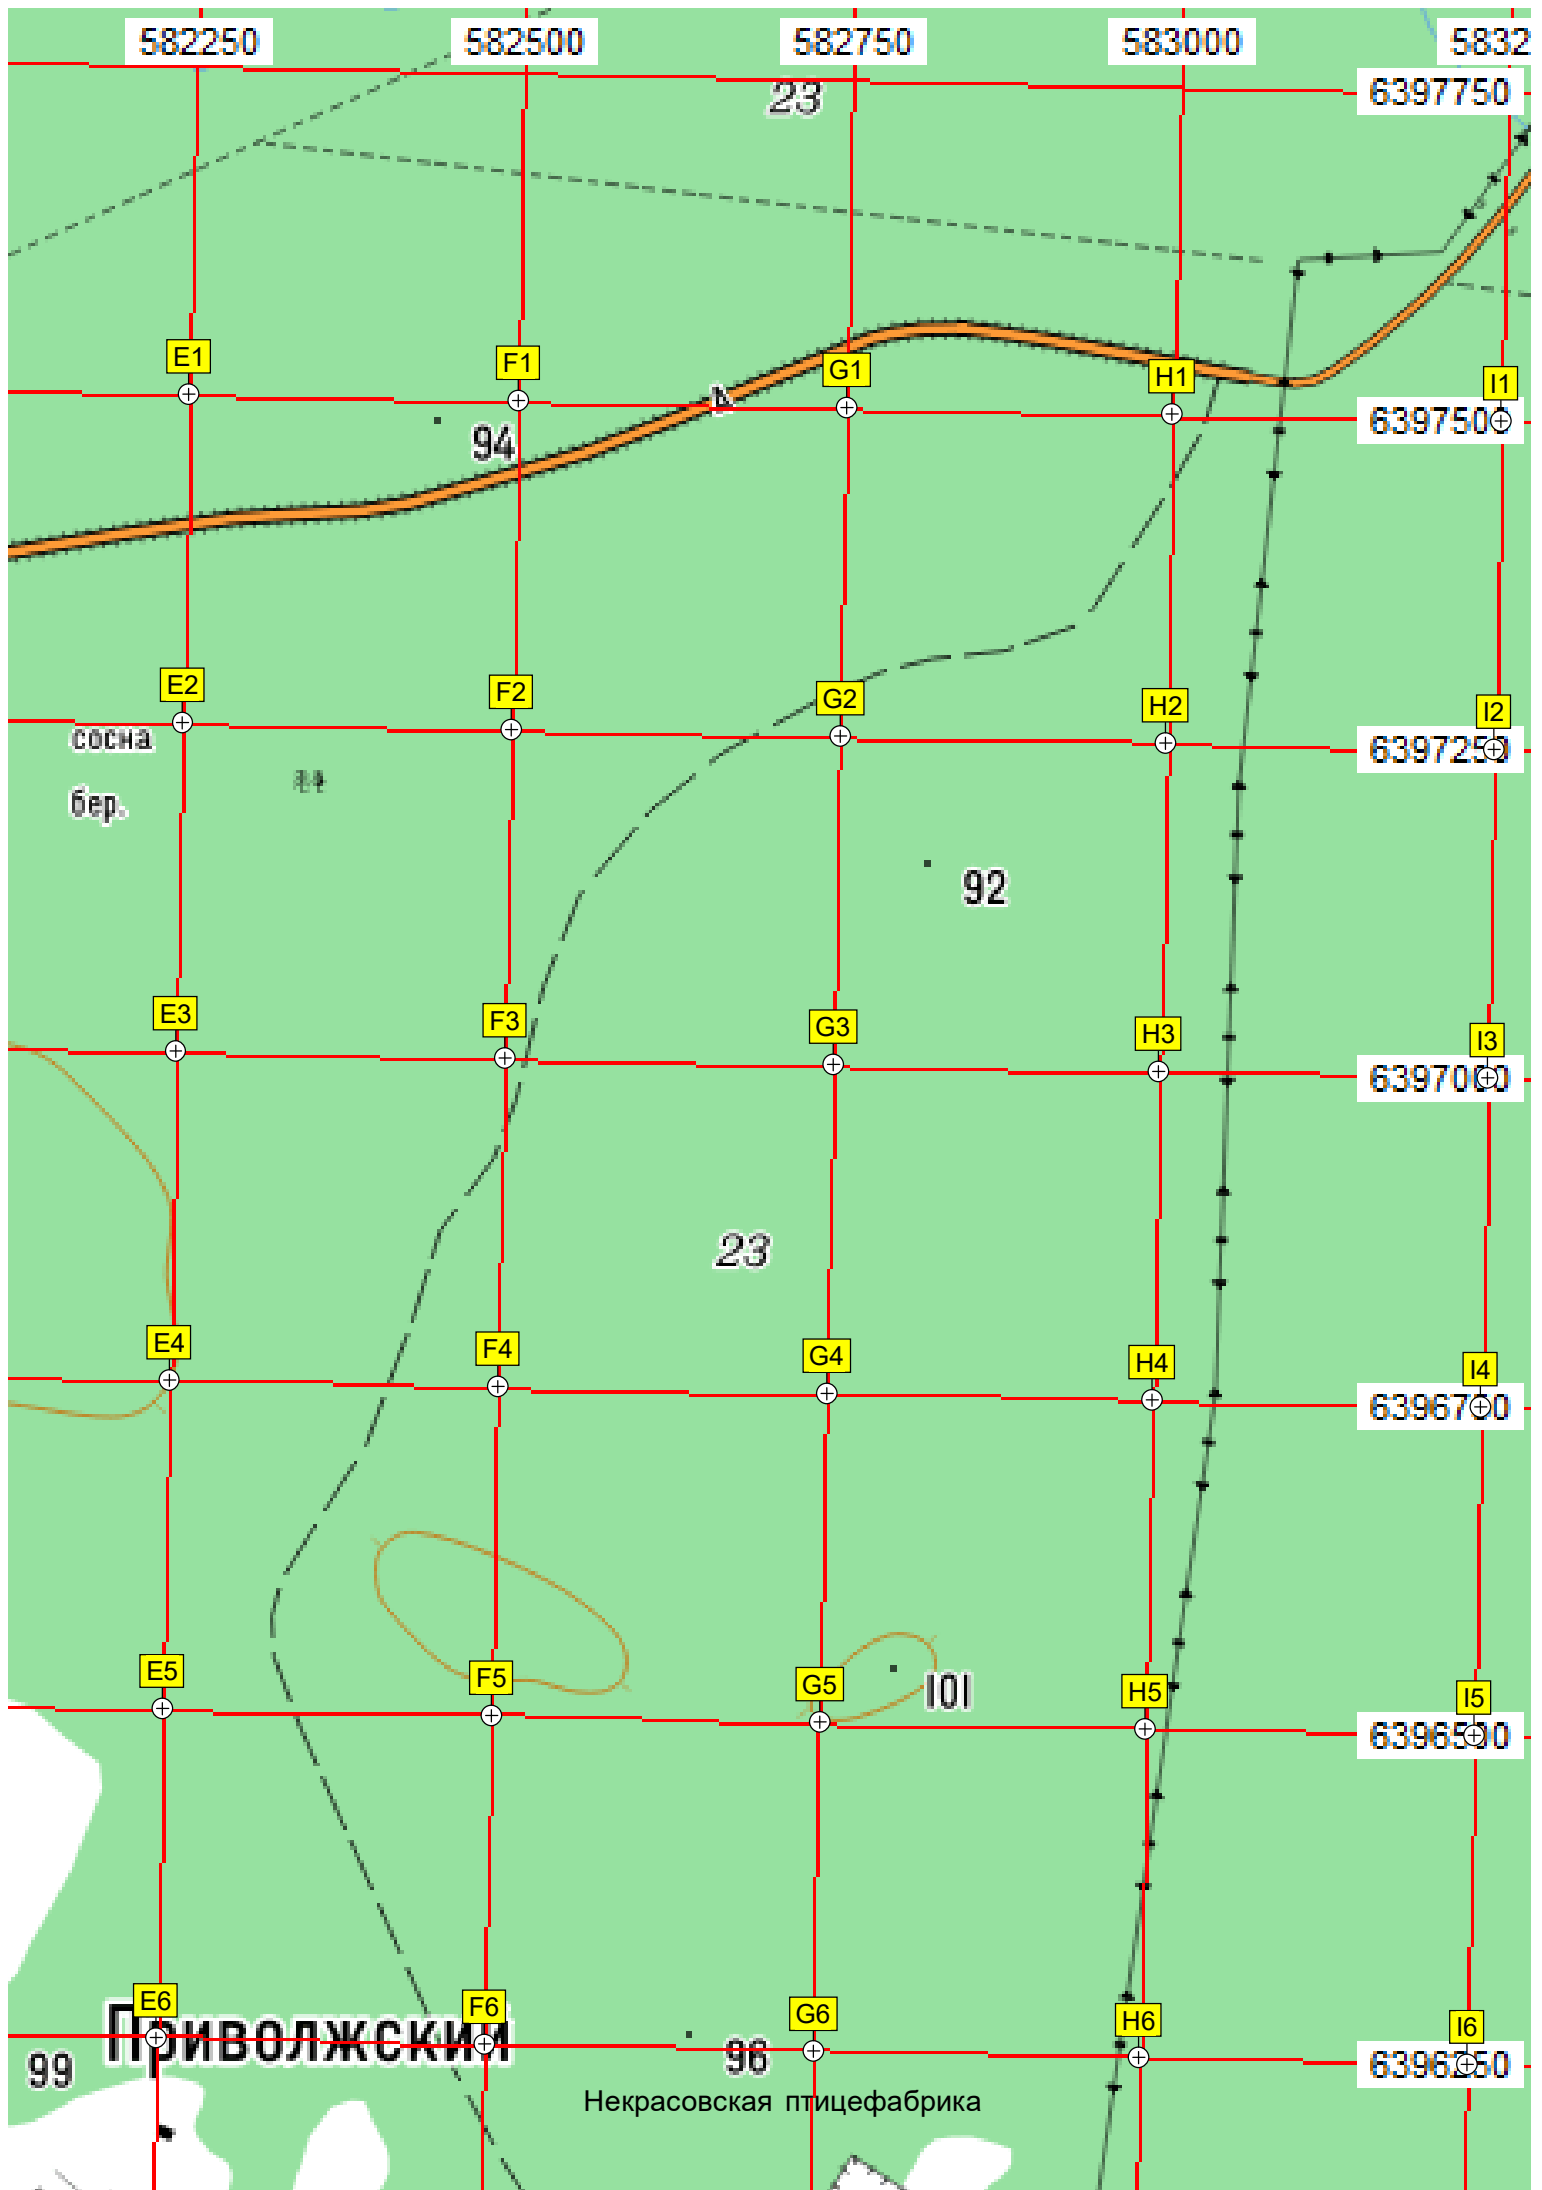 582250 582500 582750 583000 5832
23
6397750
E1 F1 G1 H1 I1
4
6397500
94
E2 F2 G2 H2 I2
сосна
6397250
бер.
92
E3 F3 G3 H3 I3
6397000
23
E4 F4 G4 H4 I4
6396750
E5 F5 G5 H5 I5
101
6396500
E6 F6 G6 H6 I6
Приволжский
99
96
6396250
Некрасовская птицефабрика